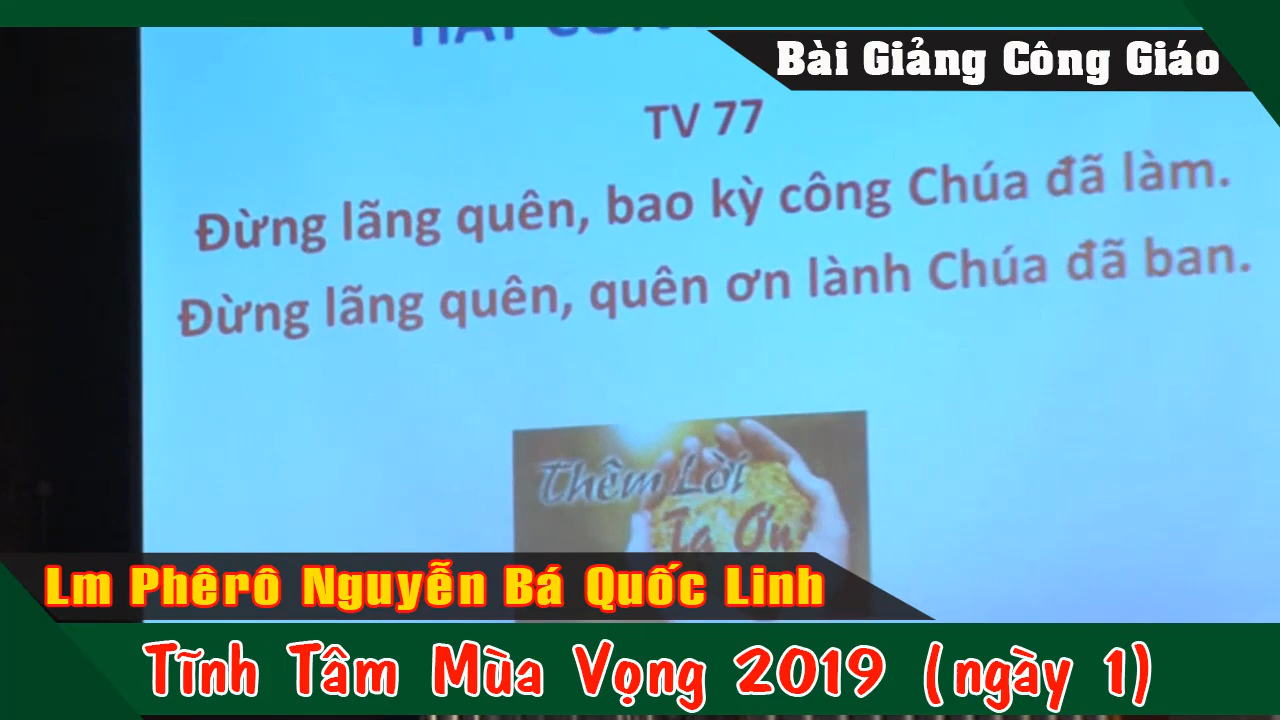 Bài Giảng Công Giáo
TV 77
Đừng lãng quên, bao kỳ công Chúa đã làm.
Đừng lãng quên, quên ơn lành Chúa đã ban.
Thêm Lời
Tạ Ơn
Lm Phêrô Nguyễn Bá Quốc Linh
Tĩnh Tâm Mùa Vọng 2019 (ngày 1)